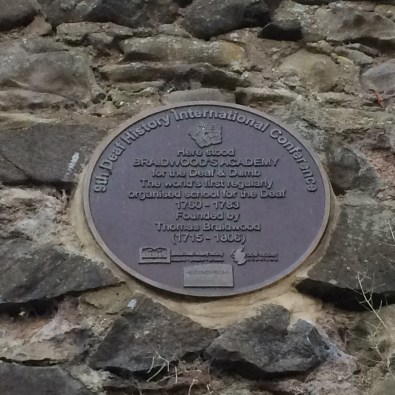 9th Deaf History International Conference
Here stood
BRAIDWOOD'S ACADEMY
for the Deaf & Dumb
The world's first regularly
organised school for the Deaf
1760 - 1783
Founded by
Thomas Braidwood
(1715 - 1806)